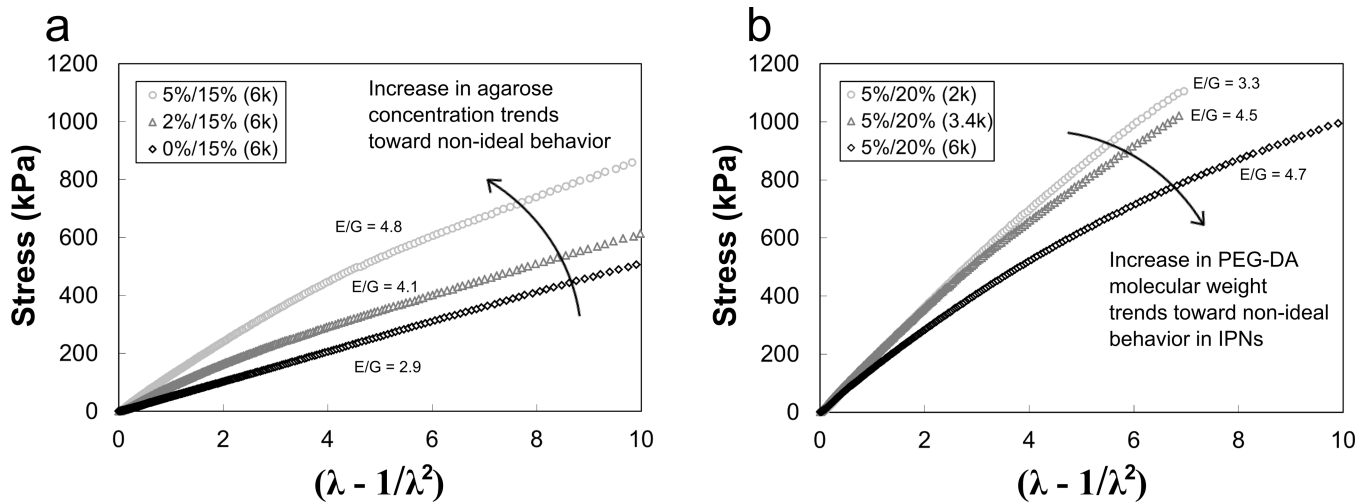 a
1200
1000
800
600
400
200
0
Stress (kPa)
5%/15% (6k)
2%/15% (6k)
0%/15% (6k)
Increase in agarose
concentration trends
toward non-ideal behavior
E/G = 4.8
E/G = 4.1
E/G = 2.9
0 2 4 6 8 10
(λ - 1/λ²)
b
1200
1000
800
600
400
200
0
Stress (kPa)
5%/20% (2k)
5%/20% (3.4k)
5%/20% (6k)
E/G = 3.3
E/G = 4.5
E/G = 4.7
Increase in PEG-DA
molecular weight
trends toward non-ideal
behavior in IPNs
0 2 4 6 8 10
(λ - 1/λ²)